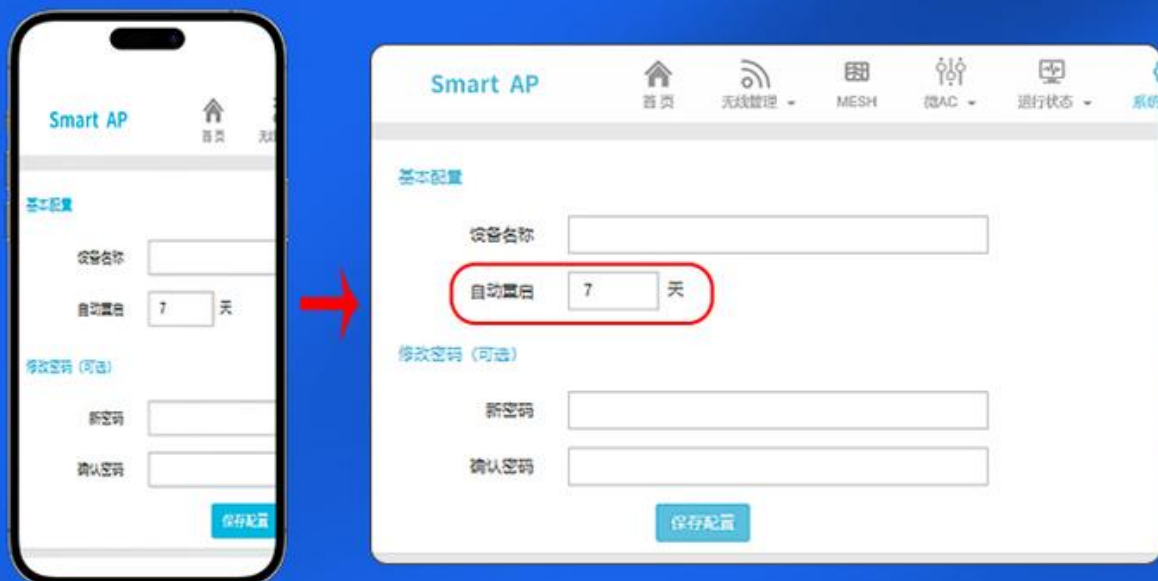 Smart AP
首页
基本配置
设备名称
自动重启 7 天
修改密码（可选）
新密码
确认密码
保存配置
Smart AP
首页 无线管理 MESH 微AC 运行状态
基本配置
设备名称
自动重启 7 天
修改密码（可选）
新密码
确认密码
保存配置